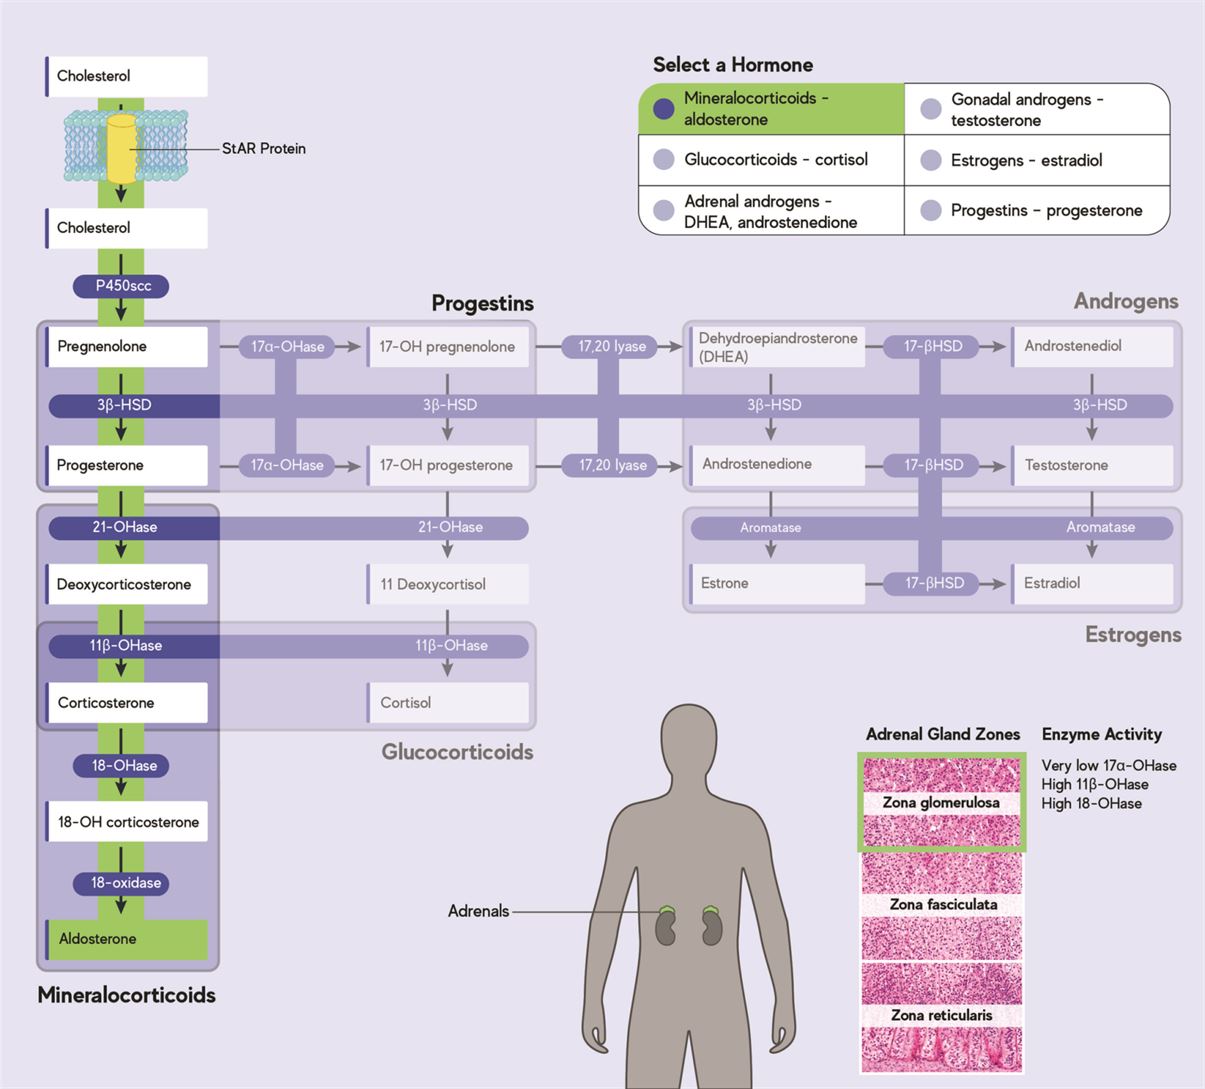 Cholesterol
StAR Protein
Cholesterol
P450scc
Select a Hormone
Mineralocorticoids -
aldosterone
Gonadal androgens -
testosterone
Glucocorticoids - cortisol
Estrogens - estradiol
Adrenal androgens -
DHEA, androstenedione
Progestins - progesterone
Progestins
Androgens
Pregnenolone
17α-OHase
17-OH pregnenolone
17,20 lyase
Dehydroepiandrosterone
(DHEA)
17-βHSD
Androstenediol
3β-HSD
3β-HSD
3β-HSD
3β-HSD
Progesterone
17α-OHase
17-OH progesterone
17,20 lyase
Androstenedione
17-βHSD
Testosterone
21-OHase
21-OHase
Aromatase
Aromatase
Deoxycorticosterone
11 Deoxycortisol
Estrone
17-βHSD
Estradiol
Estrogens
11β-OHase
11β-OHase
Corticosterone
Cortisol
Glucocorticoids
18-OHase
18-OH corticosterone
18-oxidase
Aldosterone
Mineralocorticoids
Adrenals
Adrenal Gland Zones
Enzyme Activity
Zona glomerulosa
Very low 17α-OHase
High 11β-OHase
High 18-OHase
Zona fasciculata
Zona reticularis